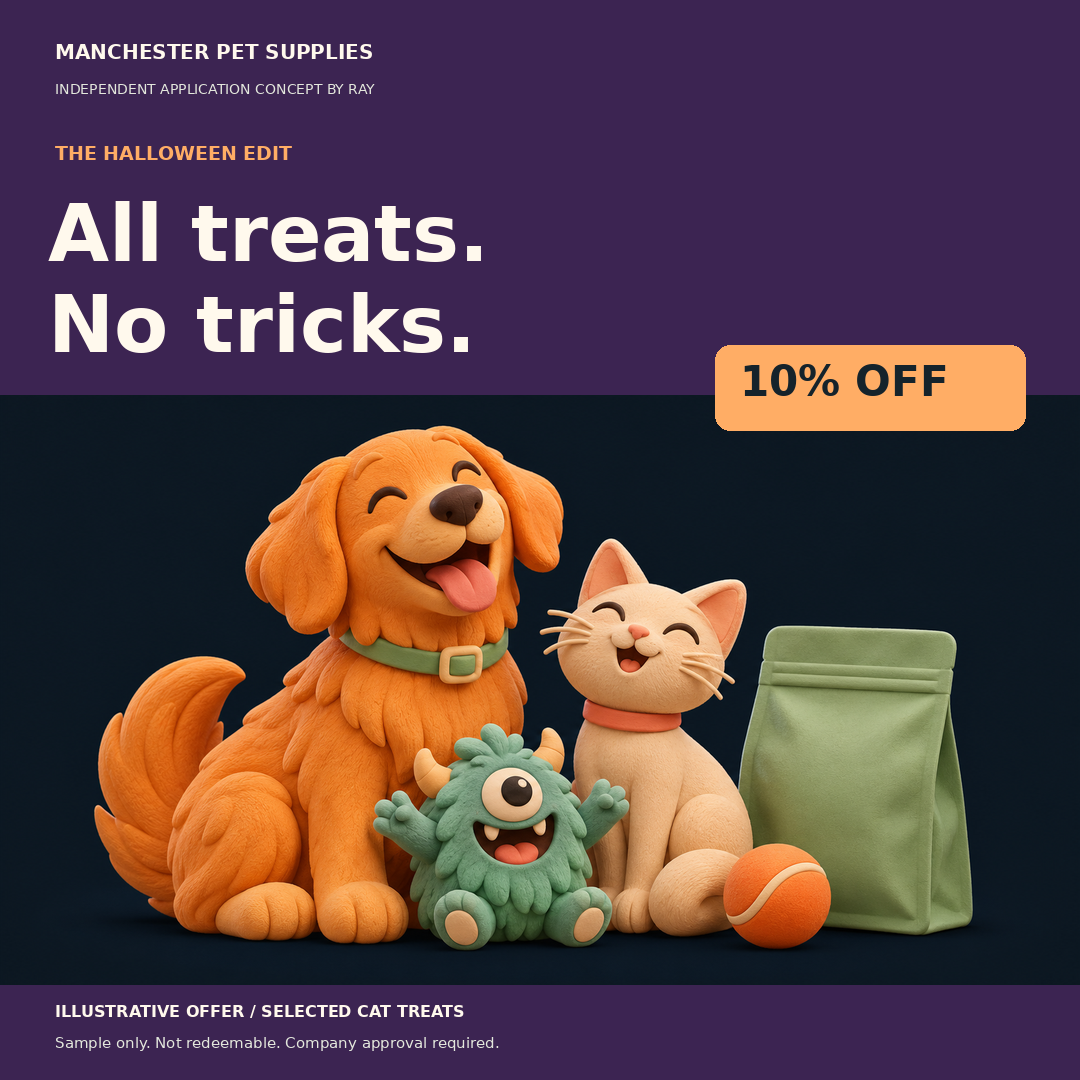 MANCHESTER PET SUPPLIES
INDEPENDENT APPLICATION CONCEPT BY RAY
THE HALLOWEEN EDIT
All treats.
No tricks.
10% OFF
ILLUSTRATIVE OFFER / SELECTED CAT TREATS
Sample only. Not redeemable. Company approval required.